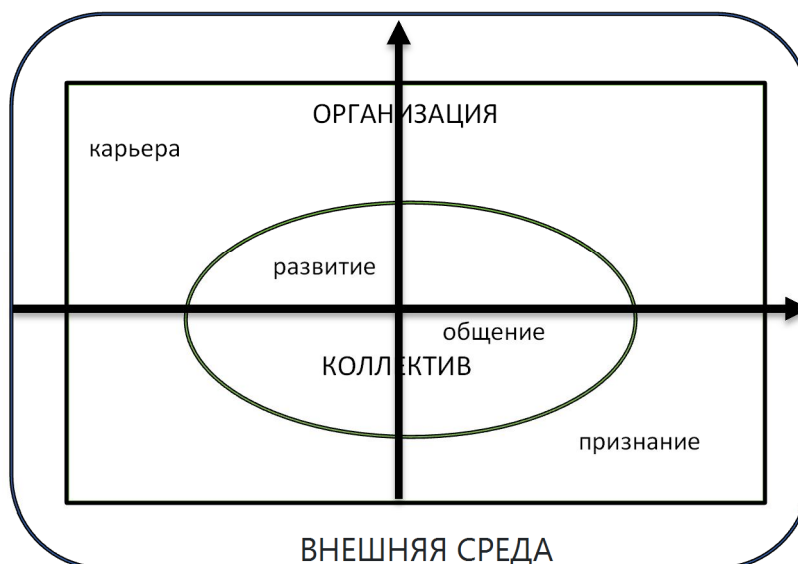 ОРГАНИЗАЦИЯ
карьера
развитие
общение
КОЛЛЕКТИВ
признание
ВНЕШНЯЯ СРЕДА